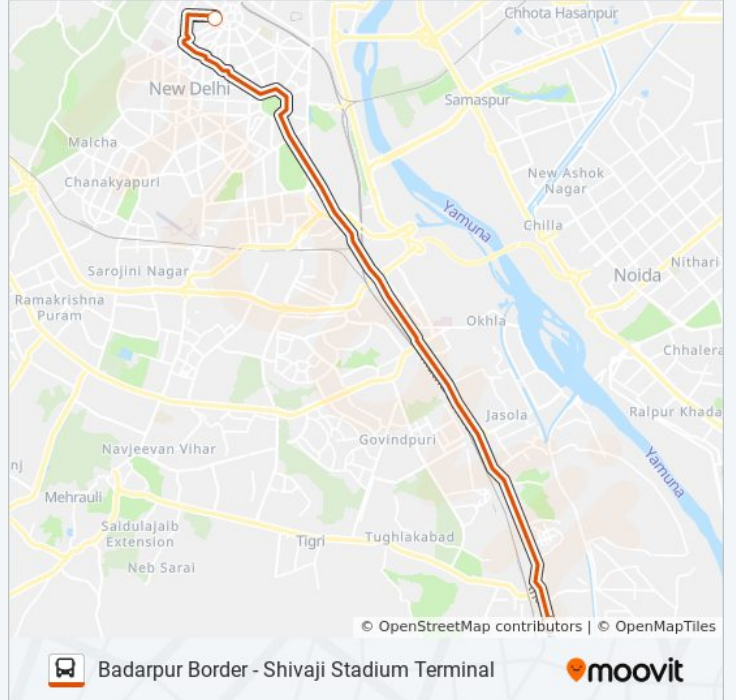 Chhota Hasanpur
New Delhi
Samaspur
Malcha
Chanakyapuri
New Ashok
Nagar
Yamuna
Chilla
Sarojini Nagar
Noida
Nithari
Ramakrishna
Puram
Okhla
Chhalera
Jasola
Raipur Khada
Govindpuri
Navjeevan Vihar
nj
Yamuna
Mehrauli
Saidulajaib
Extension
Tigri
Tughlakabad
Neb Sarai
© OpenStreetMap contributors | © OpenMapTiles
Badarpur Border - Shivaji Stadium Terminal
moovit